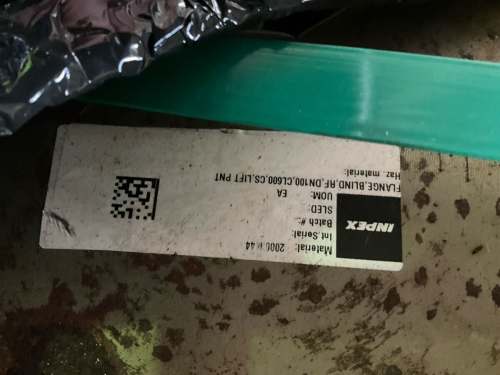 INPEX
Material:
Int.Serial:
Batch #:
SLED:
UOM: EA
FLANGE,BLIND,RF,DN100,CL600,CS,LIFT PNT
Haz. material: